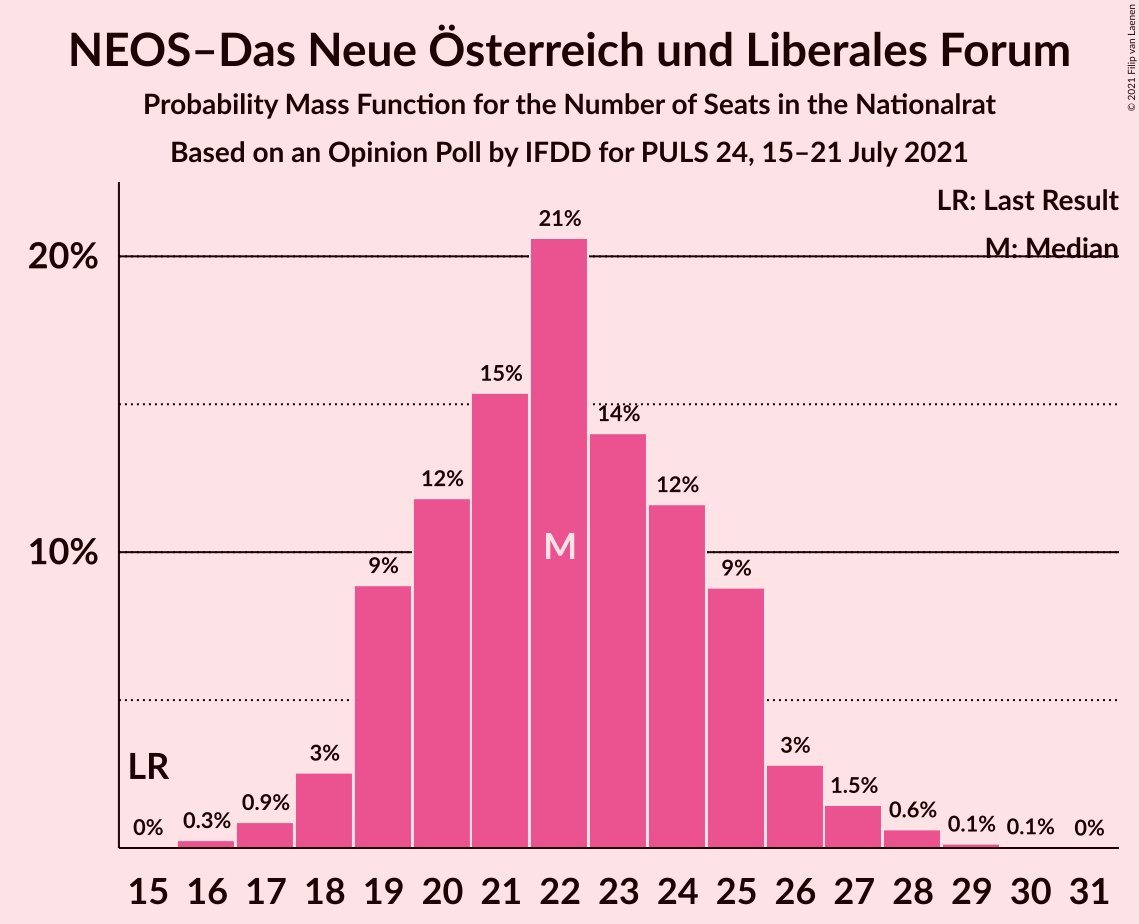 NEOS–Das Neue Österreich und Liberales Forum
Probability Mass Function for the Number of Seats in the Nationalrat
Based on an Opinion Poll by IFDD for PULS 24, 15–21 July 2021
© 2021 Filip van Laenen
LR: Last Result
M: Median
20%
10%
LR
0%
0.3%
0.9%
3%
9%
12%
15%
21%
M
14%
12%
9%
3%
1.5%
0.6%
0.1%
0.1%
0%
15 16 17 18 19 20 21 22 23 24 25 26 27 28 29 30 31